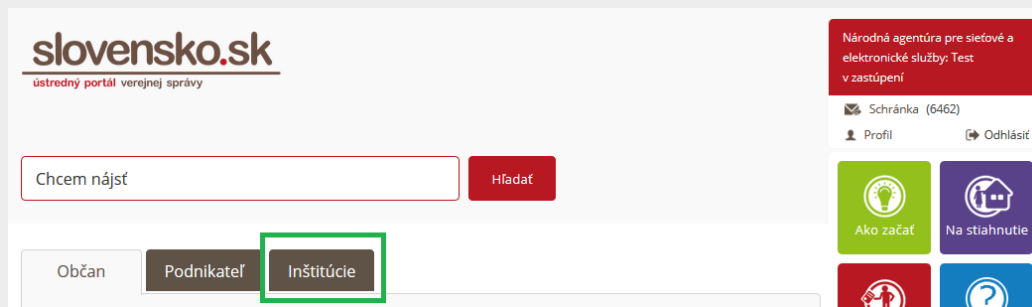 slovensko.sk
ústredný portál verejnej správy
Národná agentúra pre sieťové a
elektronické služby: Test
v zastúpení
Schránka (6462)
Profil
Odhlásiť
Chcem nájsť
Hľadať
Ako začať
Na stiahnutie
Občan
Podnikateľ
Inštitúcie